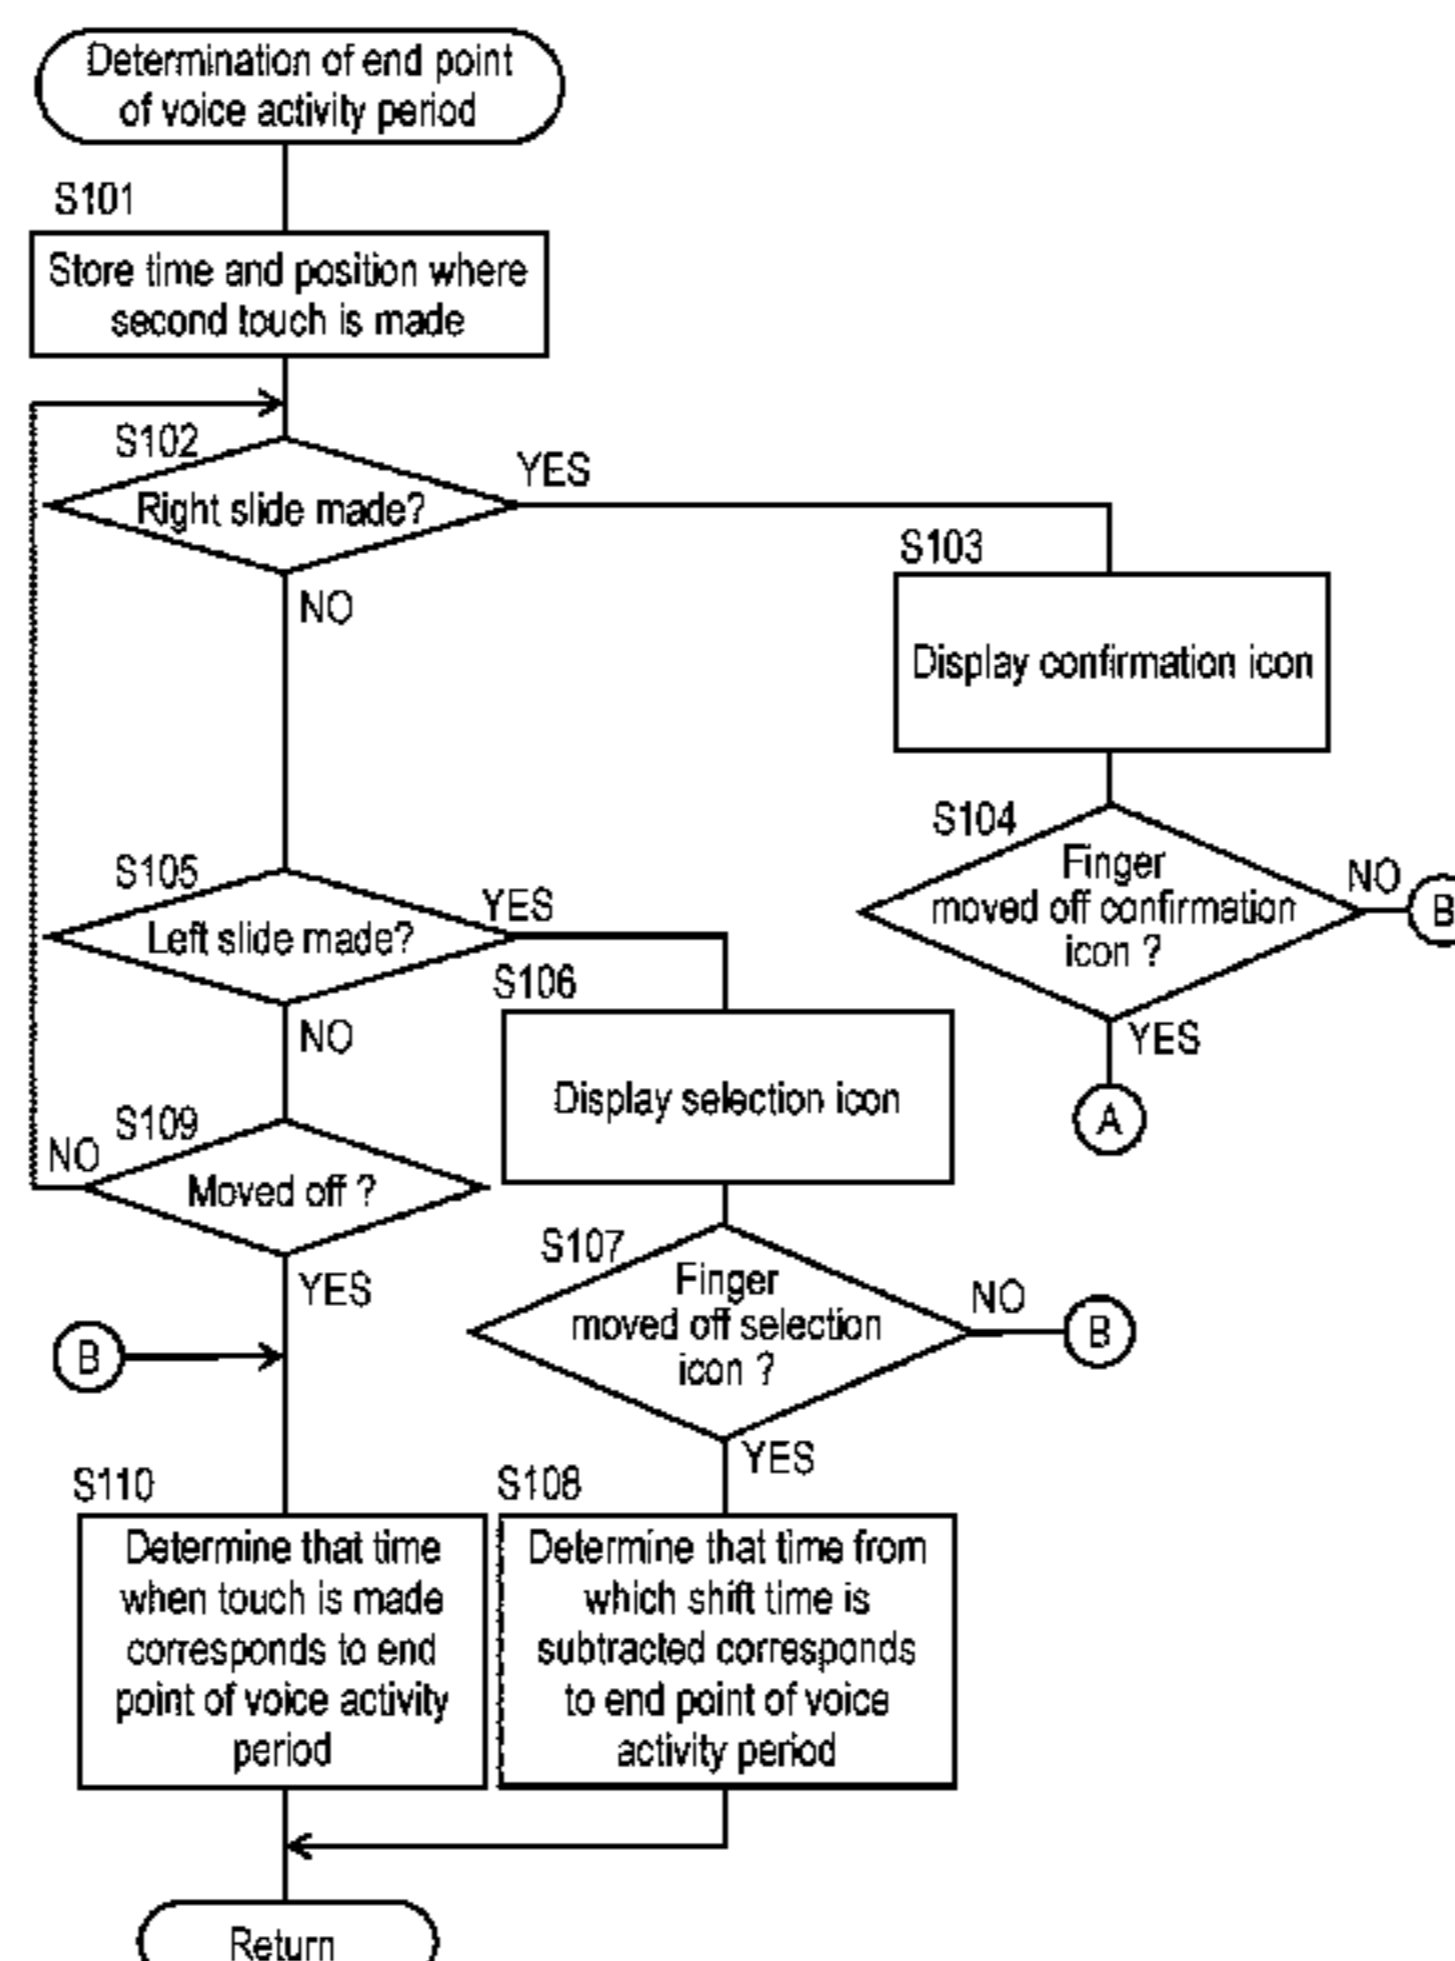 Determination of end point
of voice activity period
S101
Store time and position where
second touch is made
S102
Right slide made?
YES
NO
S103
Display confirmation icon
S104
Finger
moved off confirmation
icon ?
NO
B
YES
A
S105
Left slide made?
YES
NO
S106
Display selection icon
S109
NO
Moved off ?
YES
S107
Finger
moved off selection
icon ?
NO
B
YES
B
S110
Determine that time
when touch is made
corresponds to end
point of voice activity
period
S108
Determine that time from
which shift time is
subtracted corresponds
to end point of voice
activity period
Return